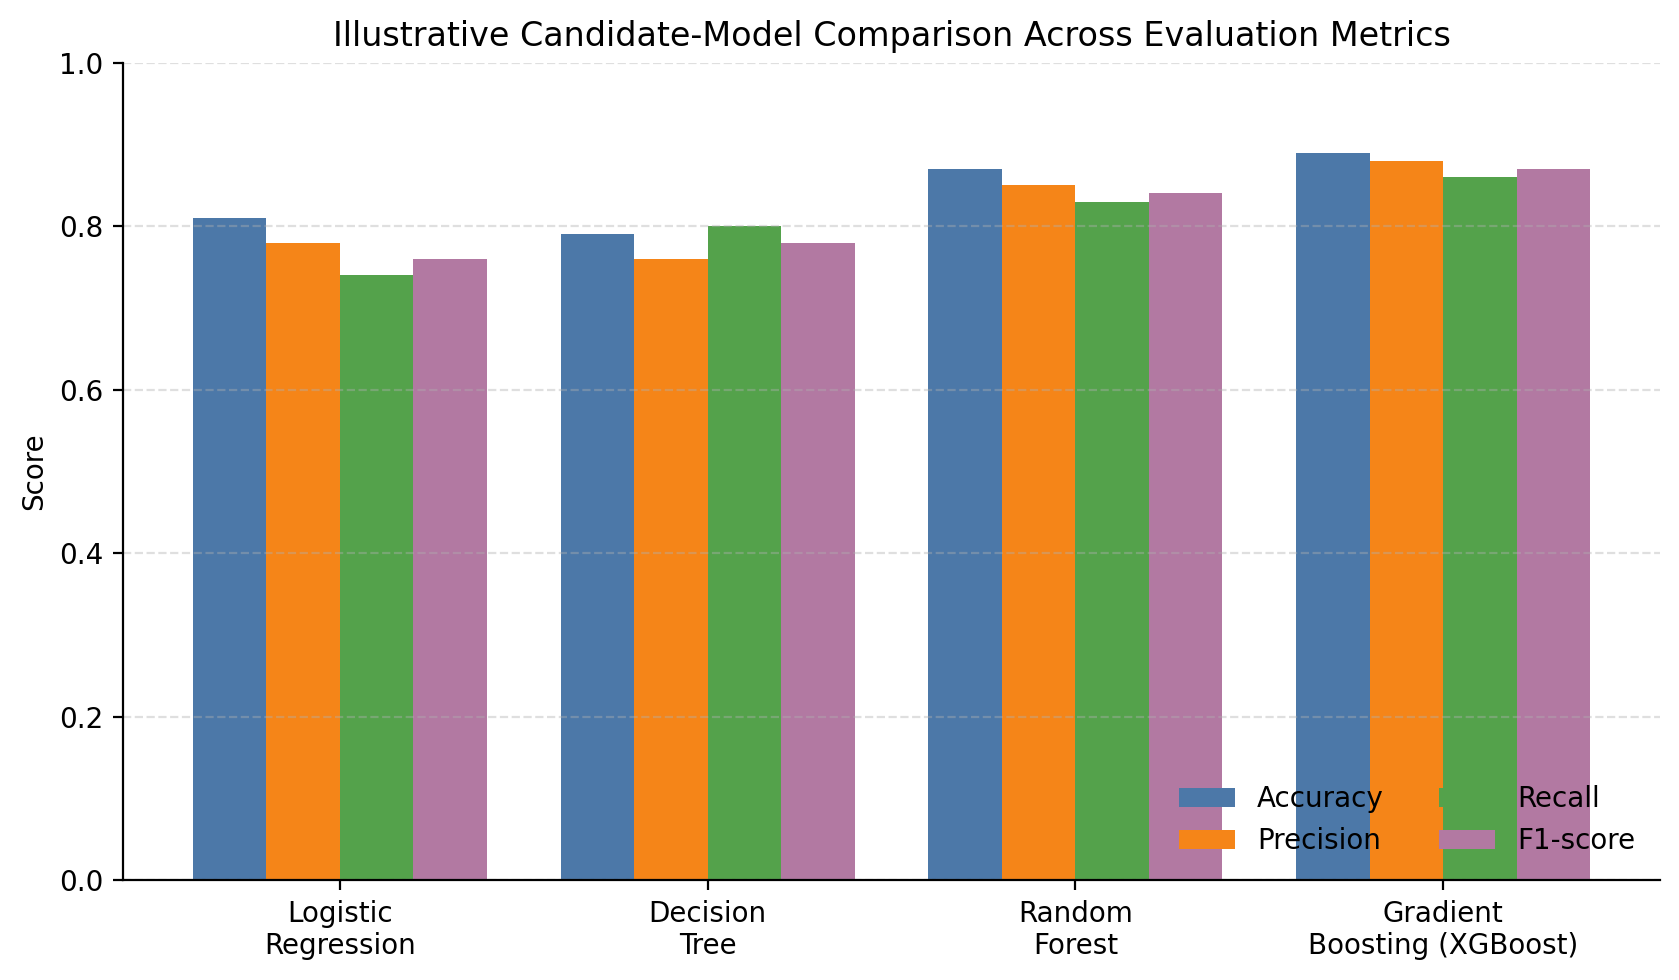 Illustrative Candidate-Model Comparison Across Evaluation Metrics
1.0
0.8
0.6
0.4
0.2
0.0
Score
Accuracy
Precision
Recall
F1-score
Logistic
Regression
Decision
Tree
Random
Forest
Gradient
Boosting (XGBoost)